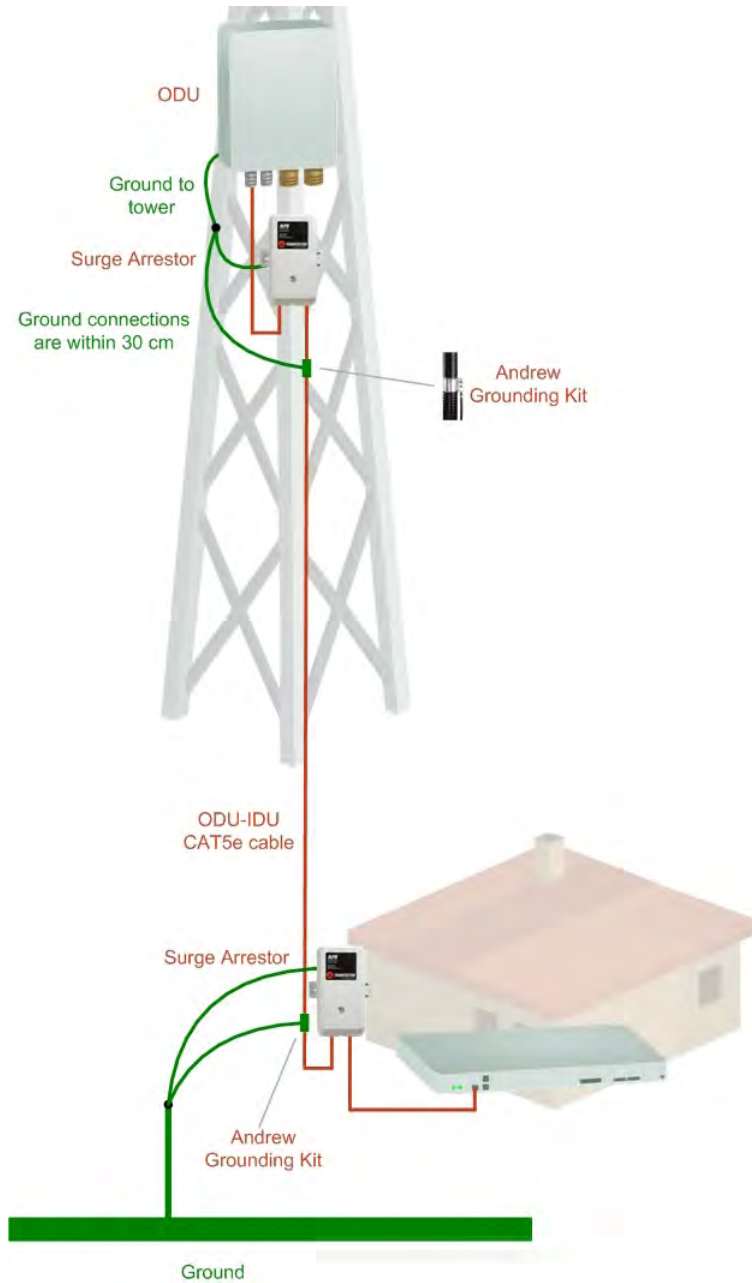 ODU
Ground to
tower
Surge Arrestor
Ground connections
are within 30 cm
Andrew
Grounding Kit
ODU-IDU
CAT5e cable
Surge Arrestor
Andrew
Grounding Kit
Ground